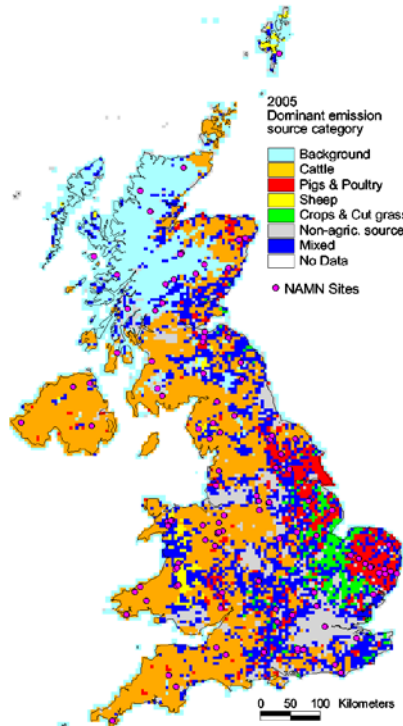 2005
Dominant emission
source category
Background
Cattle
Pigs & Poultry
Sheep
Crops & Cut grass
Non-agric. source
Mixed
No Data
NAMN Sites
0 50 100 Kilometers